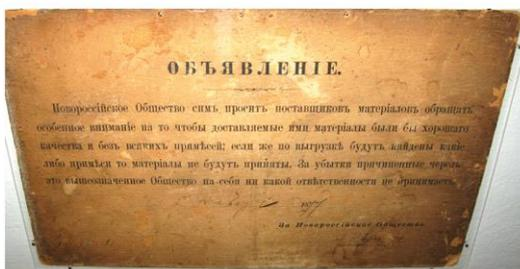 ОБЪЯВЛЕНІЕ.
Новороссійское Общество симъ проситъ поставщиковъ матеріаловъ обращать
особенное вниманіе на то чтобы доставляемые ими матеріалы были бы хорошаго
качества и безъ всякихъ примѣсей; если же по выгрузкѣ будутъ найдены какіе
либо примѣси то матеріалы не будутъ приняты. За убытки причиненные черезъ
это вышеозначенное Общество на себя ни какой отвѣтственности не принимаетъ.
За Новороссійское Общество